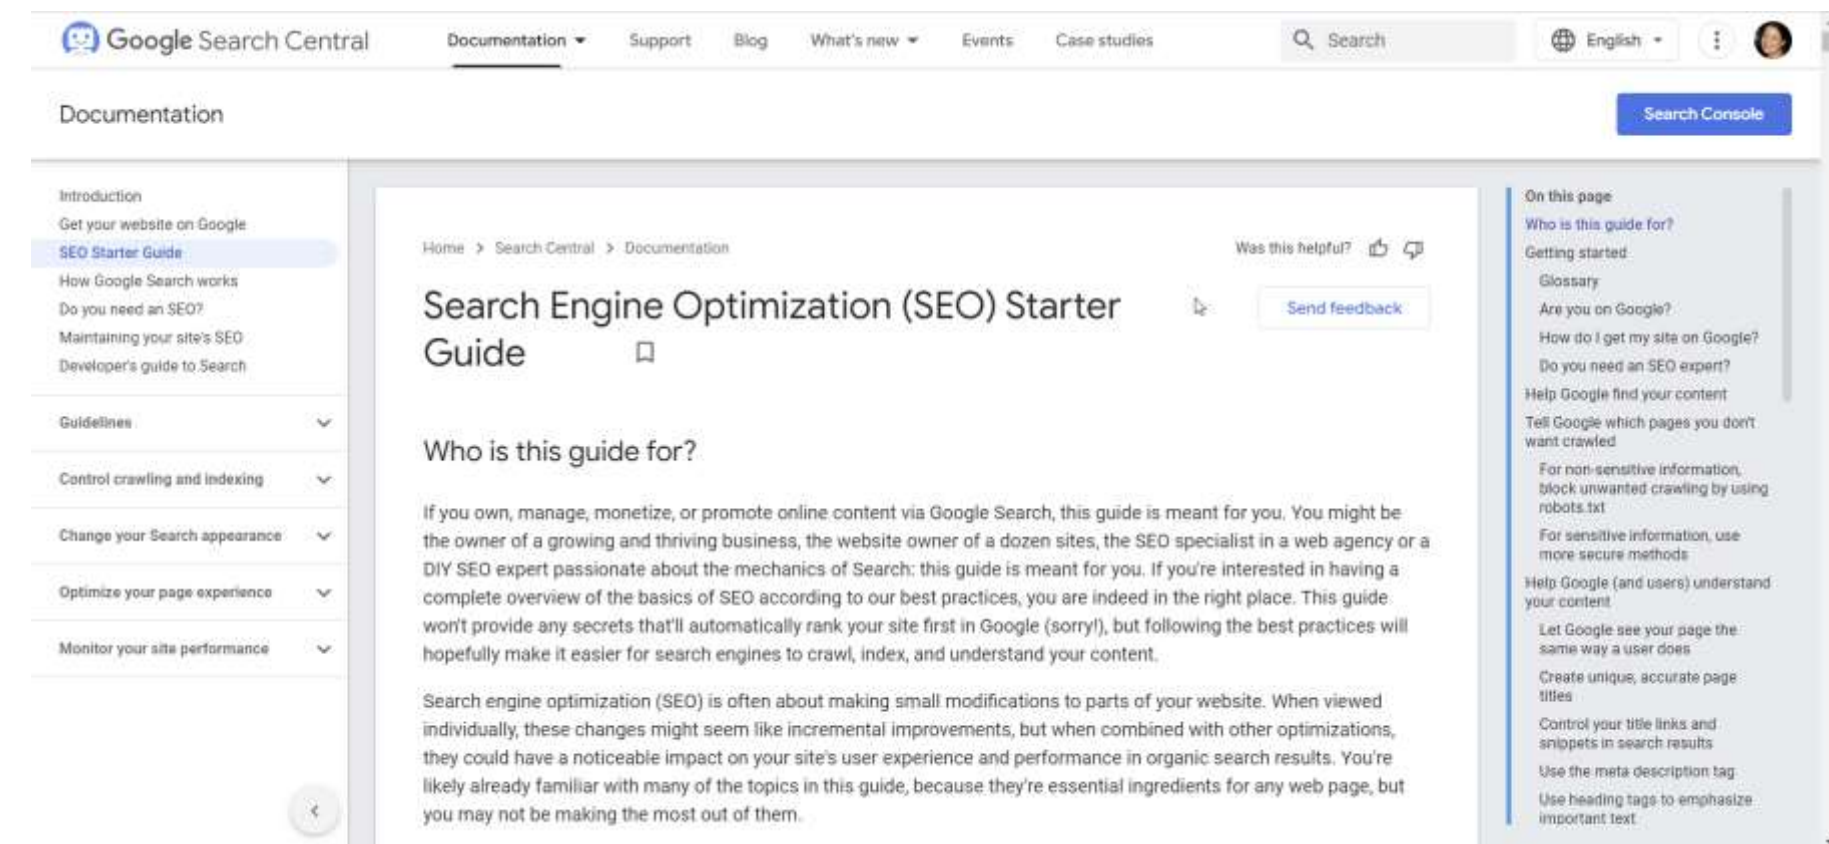 Google Search Central
Documentation
Support
Blog
What's new
Events
Case studies
Search
English
Documentation
Search Console
Introduction
Get your website on Google
SEO Starter Guide
How Google Search works
Do you need an SEO?
Maintaining your site's SEO
Developer's guide to Search
Guidelines
Control crawling and indexing
Change your Search appearance
Optimize your page experience
Monitor your site performance
Home > Search Central > Documentation
Was this helpful?
Search Engine Optimization (SEO) Starter
Guide
Send feedback
Who is this guide for?
If you own, manage, monetize, or promote online content via Google Search, this guide is meant for you. You might be
the owner of a growing and thriving business, the website owner of a dozen sites, the SEO specialist in a web agency or a
DIY SEO expert passionate about the mechanics of Search: this guide is meant for you. If you're interested in having a
complete overview of the basics of SEO according to our best practices, you are indeed in the right place. This guide
won't provide any secrets that'll automatically rank your site first in Google (sorry!), but following the best practices will
hopefully make it easier for search engines to crawl, index, and understand your content.
Search engine optimization (SEO) is often about making small modifications to parts of your website. When viewed
individually, these changes might seem like incremental improvements, but when combined with other optimizations,
they could have a noticeable impact on your site's user experience and performance in organic search results. You're
likely already familiar with many of the topics in this guide, because they're essential ingredients for any web page, but
you may not be making the most out of them.
On this page
Who is this guide for?
Getting started
Glossary
Are you on Google?
How do I get my site on Google?
Do you need an SEO expert?
Help Google find your content
Tell Google which pages you don't
want crawled
For non-sensitive information,
block unwanted crawling by using
robots.txt
For sensitive information, use
more secure methods
Help Google (and users) understand
your content
Let Google see your page the
same way a user does
Create unique, accurate page
titles
Control your title links and
snippets in search results
Use the meta description tag
Use heading tags to emphasize
important text